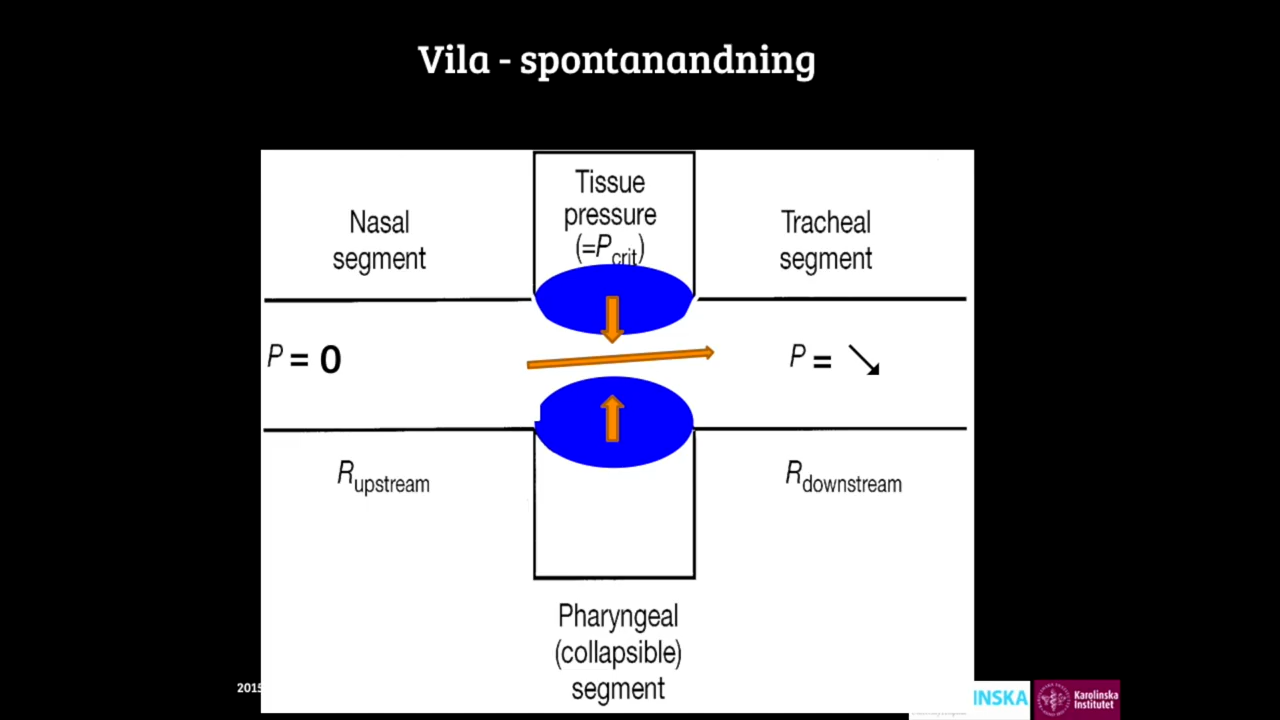 Vila - spontanandning
Nasal
segment
Tissue
pressure
(=Pcrit)
Tracheal
segment
P = 0
P =
Rupstream
Rdownstream
Pharyngeal
(collapsible)
segment
2015
INSKA
Karolinska
Institutet